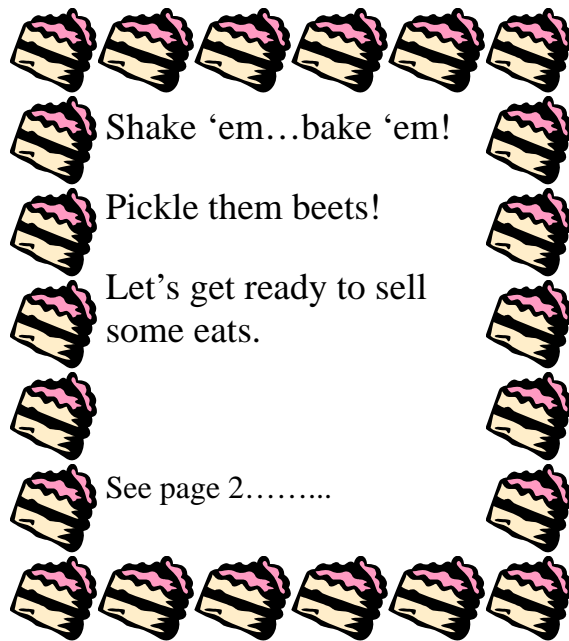 Shake ‘em…bake ‘em!
Pickle them beets!
Let’s get ready to sell
some eats.
See page 2……...